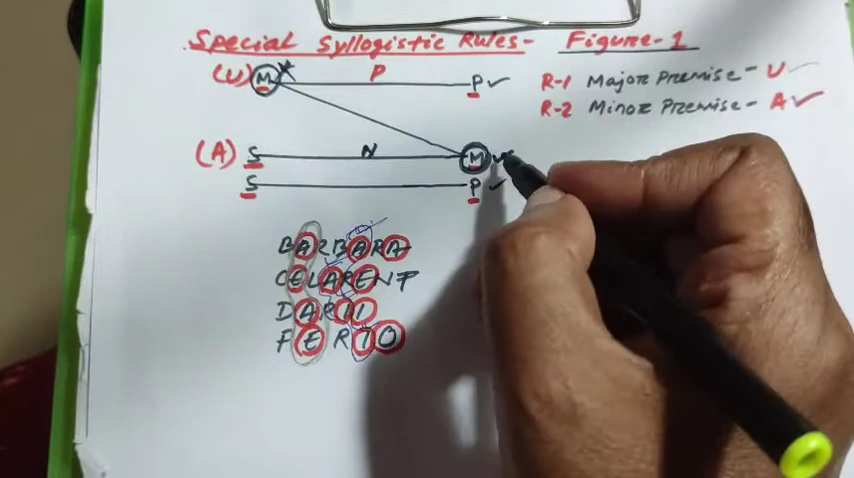 Special Syllogistic Rules- Figure-1
(U) M P P R-1 Major Premise - U
R-2 Minor Premise - A
(A) S N M
S P
BARBARA
CELARENT
DARII
FERIO